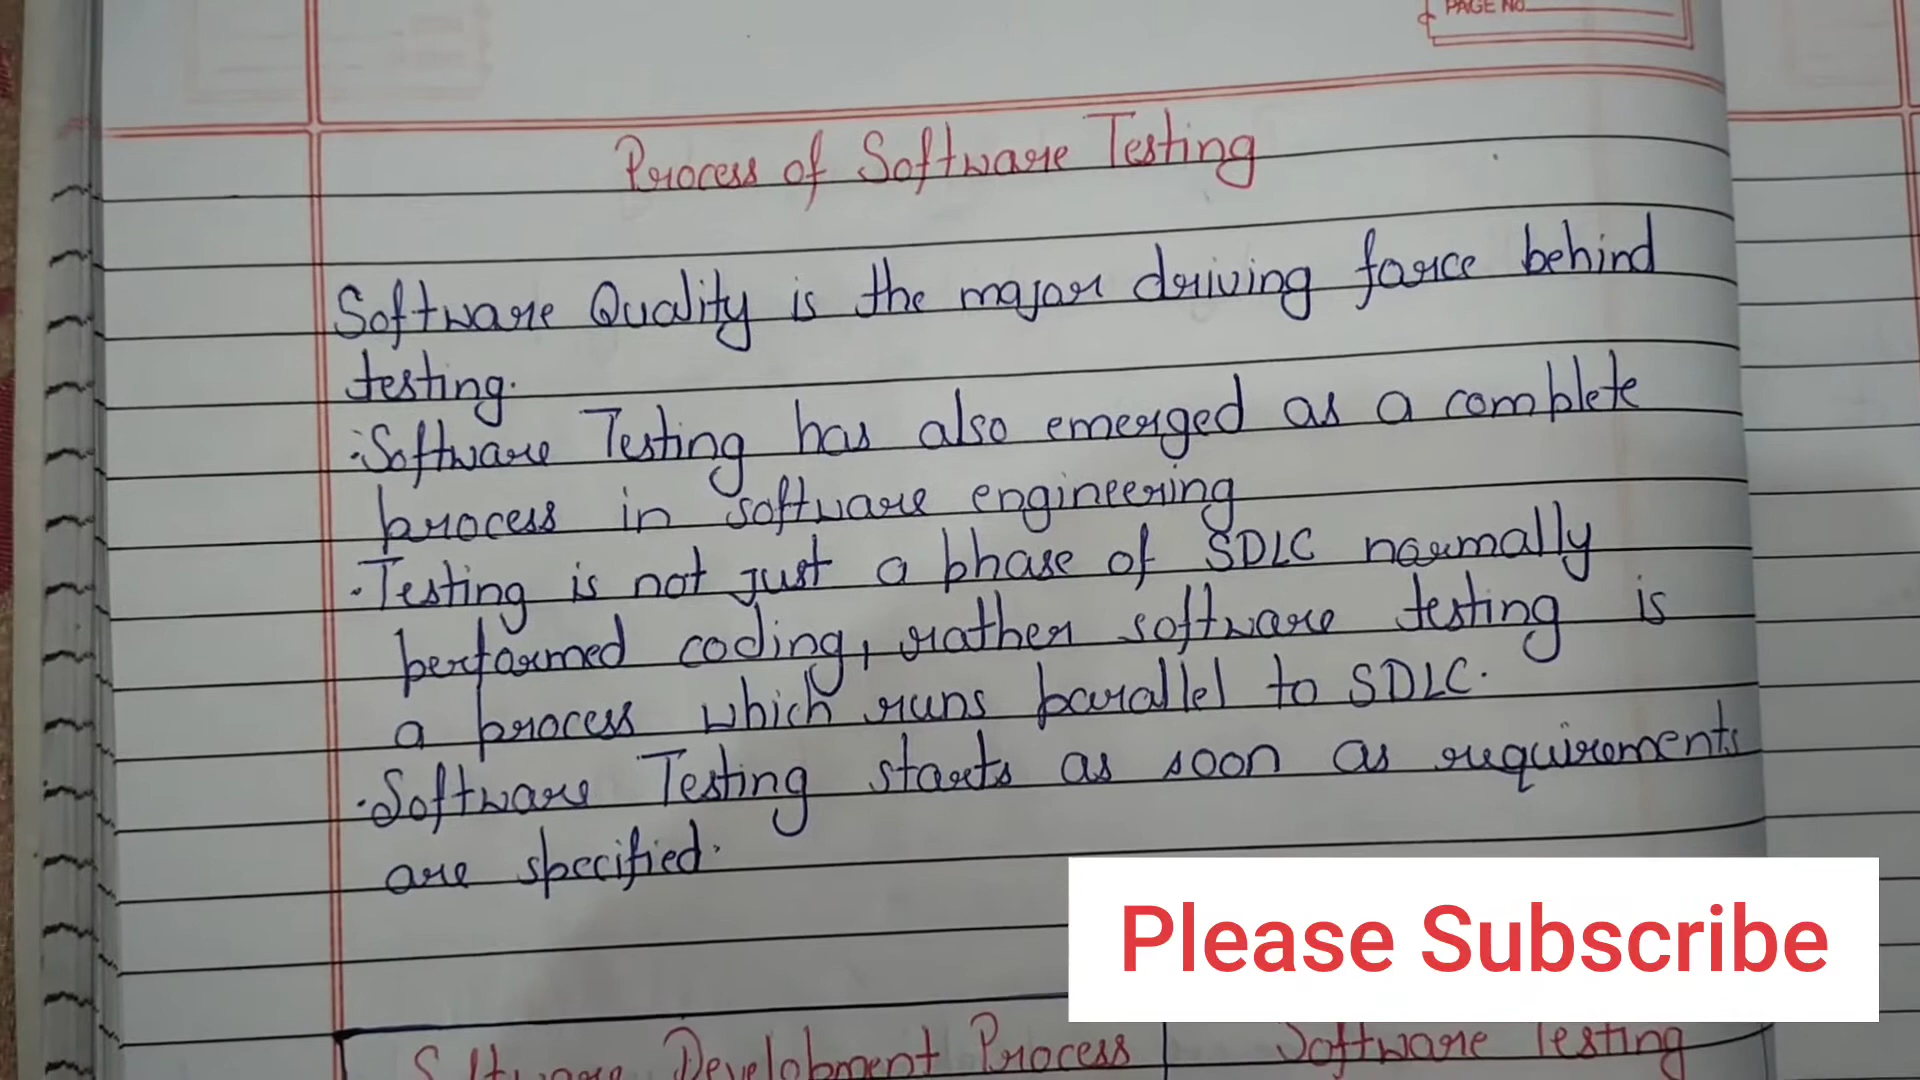 PAGE NO.
Process of Software Testing
Software Quality is the major driving force behind
testing.
·Software Testing has also emerged as a complete
process in software engineering
·Testing is not just a phase of SDLC normally
performed coding, rather software testing is
a process which runs parallel to SDLC.
·Software Testing starts as soon as requirements
are specified.
Please Subscribe
Software Development Process
Software Testing